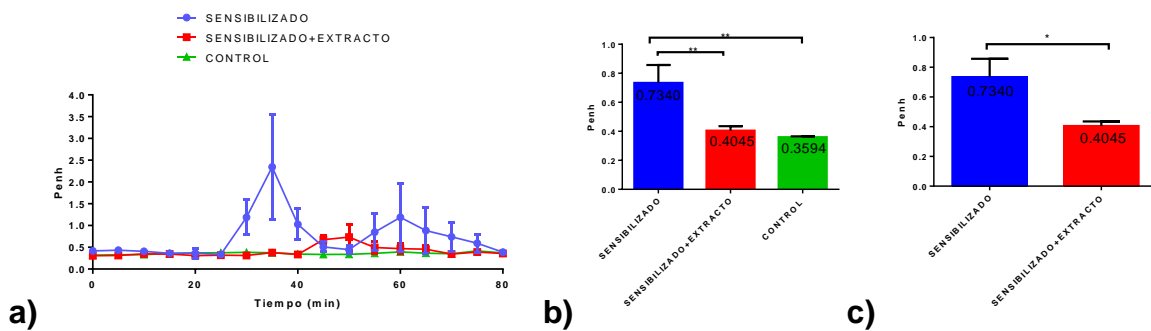 SENSIBILIZADO
SENSIBILIZADO+EXTRACTO
CONTROL
4.0
3.5
3.0
2.5
2.0
1.5
1.0
0.5
0.0
Penh
0 20 40 60 80
Tiempo (min)
a)
**
**
1.0
0.8
0.6
0.4
0.2
0.0
Penh
0.7340
0.4045
0.3594
SENSIBILIZADO
SENSIBILIZADO+EXTRACTO
CONTROL
b)
*
1.0
0.8
0.6
0.4
0.2
0.0
Penh
0.7340
0.4045
SENSIBILIZADO
SENSIBILIZADO+EXTRACTO
c)